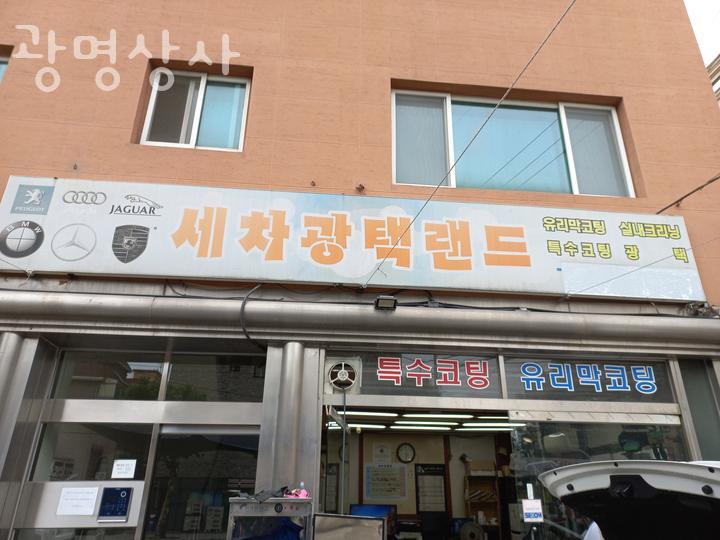 광명상사
PEUGEOT
JAGUAR
BMW
세차광택랜드
유리막코팅 실내크리닝
특수코팅 광택
특수코팅 유리막코팅
SECOM